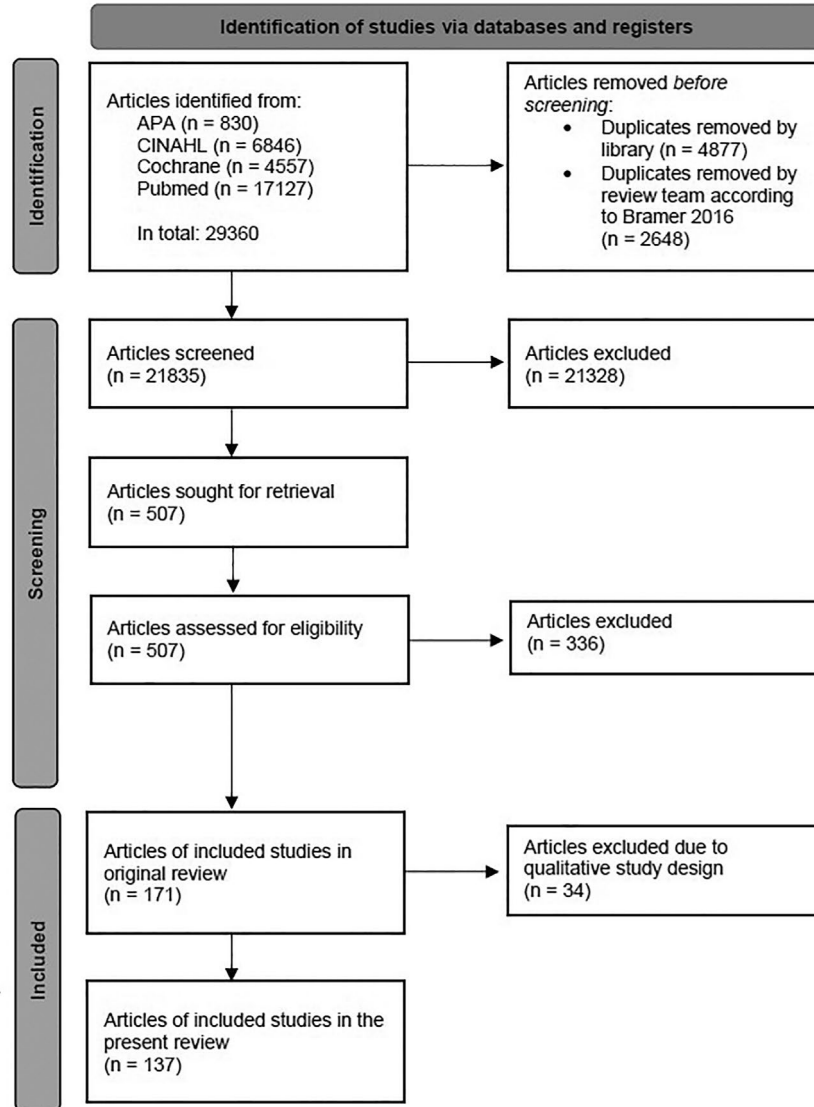 Identification of studies via databases and registers
Identification
Articles identified from:
APA (n = 830)
CINAHL (n = 6846)
Cochrane (n = 4557)
Pubmed (n = 17127)
In total: 29360
Articles removed before
screening:
• Duplicates removed by
library (n = 4877)
• Duplicates removed by
review team according
to Bramer 2016
(n = 2648)
Screening
Articles screened
(n = 21835)
Articles excluded
(n = 21328)
Articles sought for retrieval
(n = 507)
Articles assessed for eligibility
(n = 507)
Articles excluded
(n = 336)
Included
Articles of included studies in
original review
(n = 171)
Articles excluded due to
qualitative study design
(n = 34)
Articles of included studies in the
present review
(n = 137)